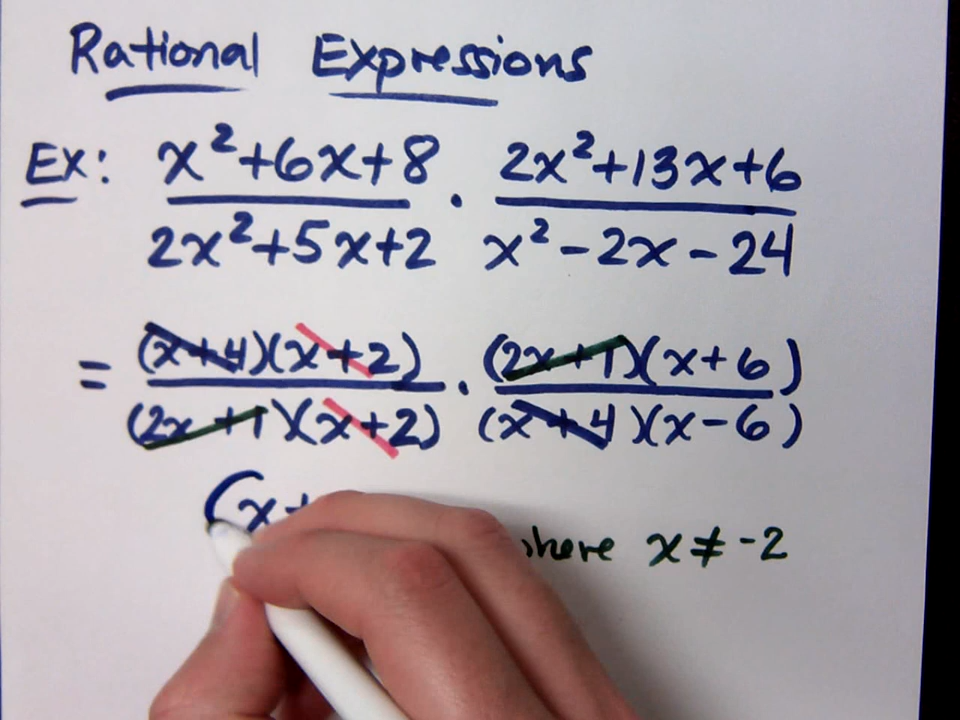 Rational Expressions
Ex: x²+6x+8 / 2x²+5x+2 · 2x²+13x+6 / x²-2x-24
= (x+4)(x+2) / (2x+1)(x+2) · (2x+1)(x+6) / (x+4)(x-6)
(x+
x≠-2